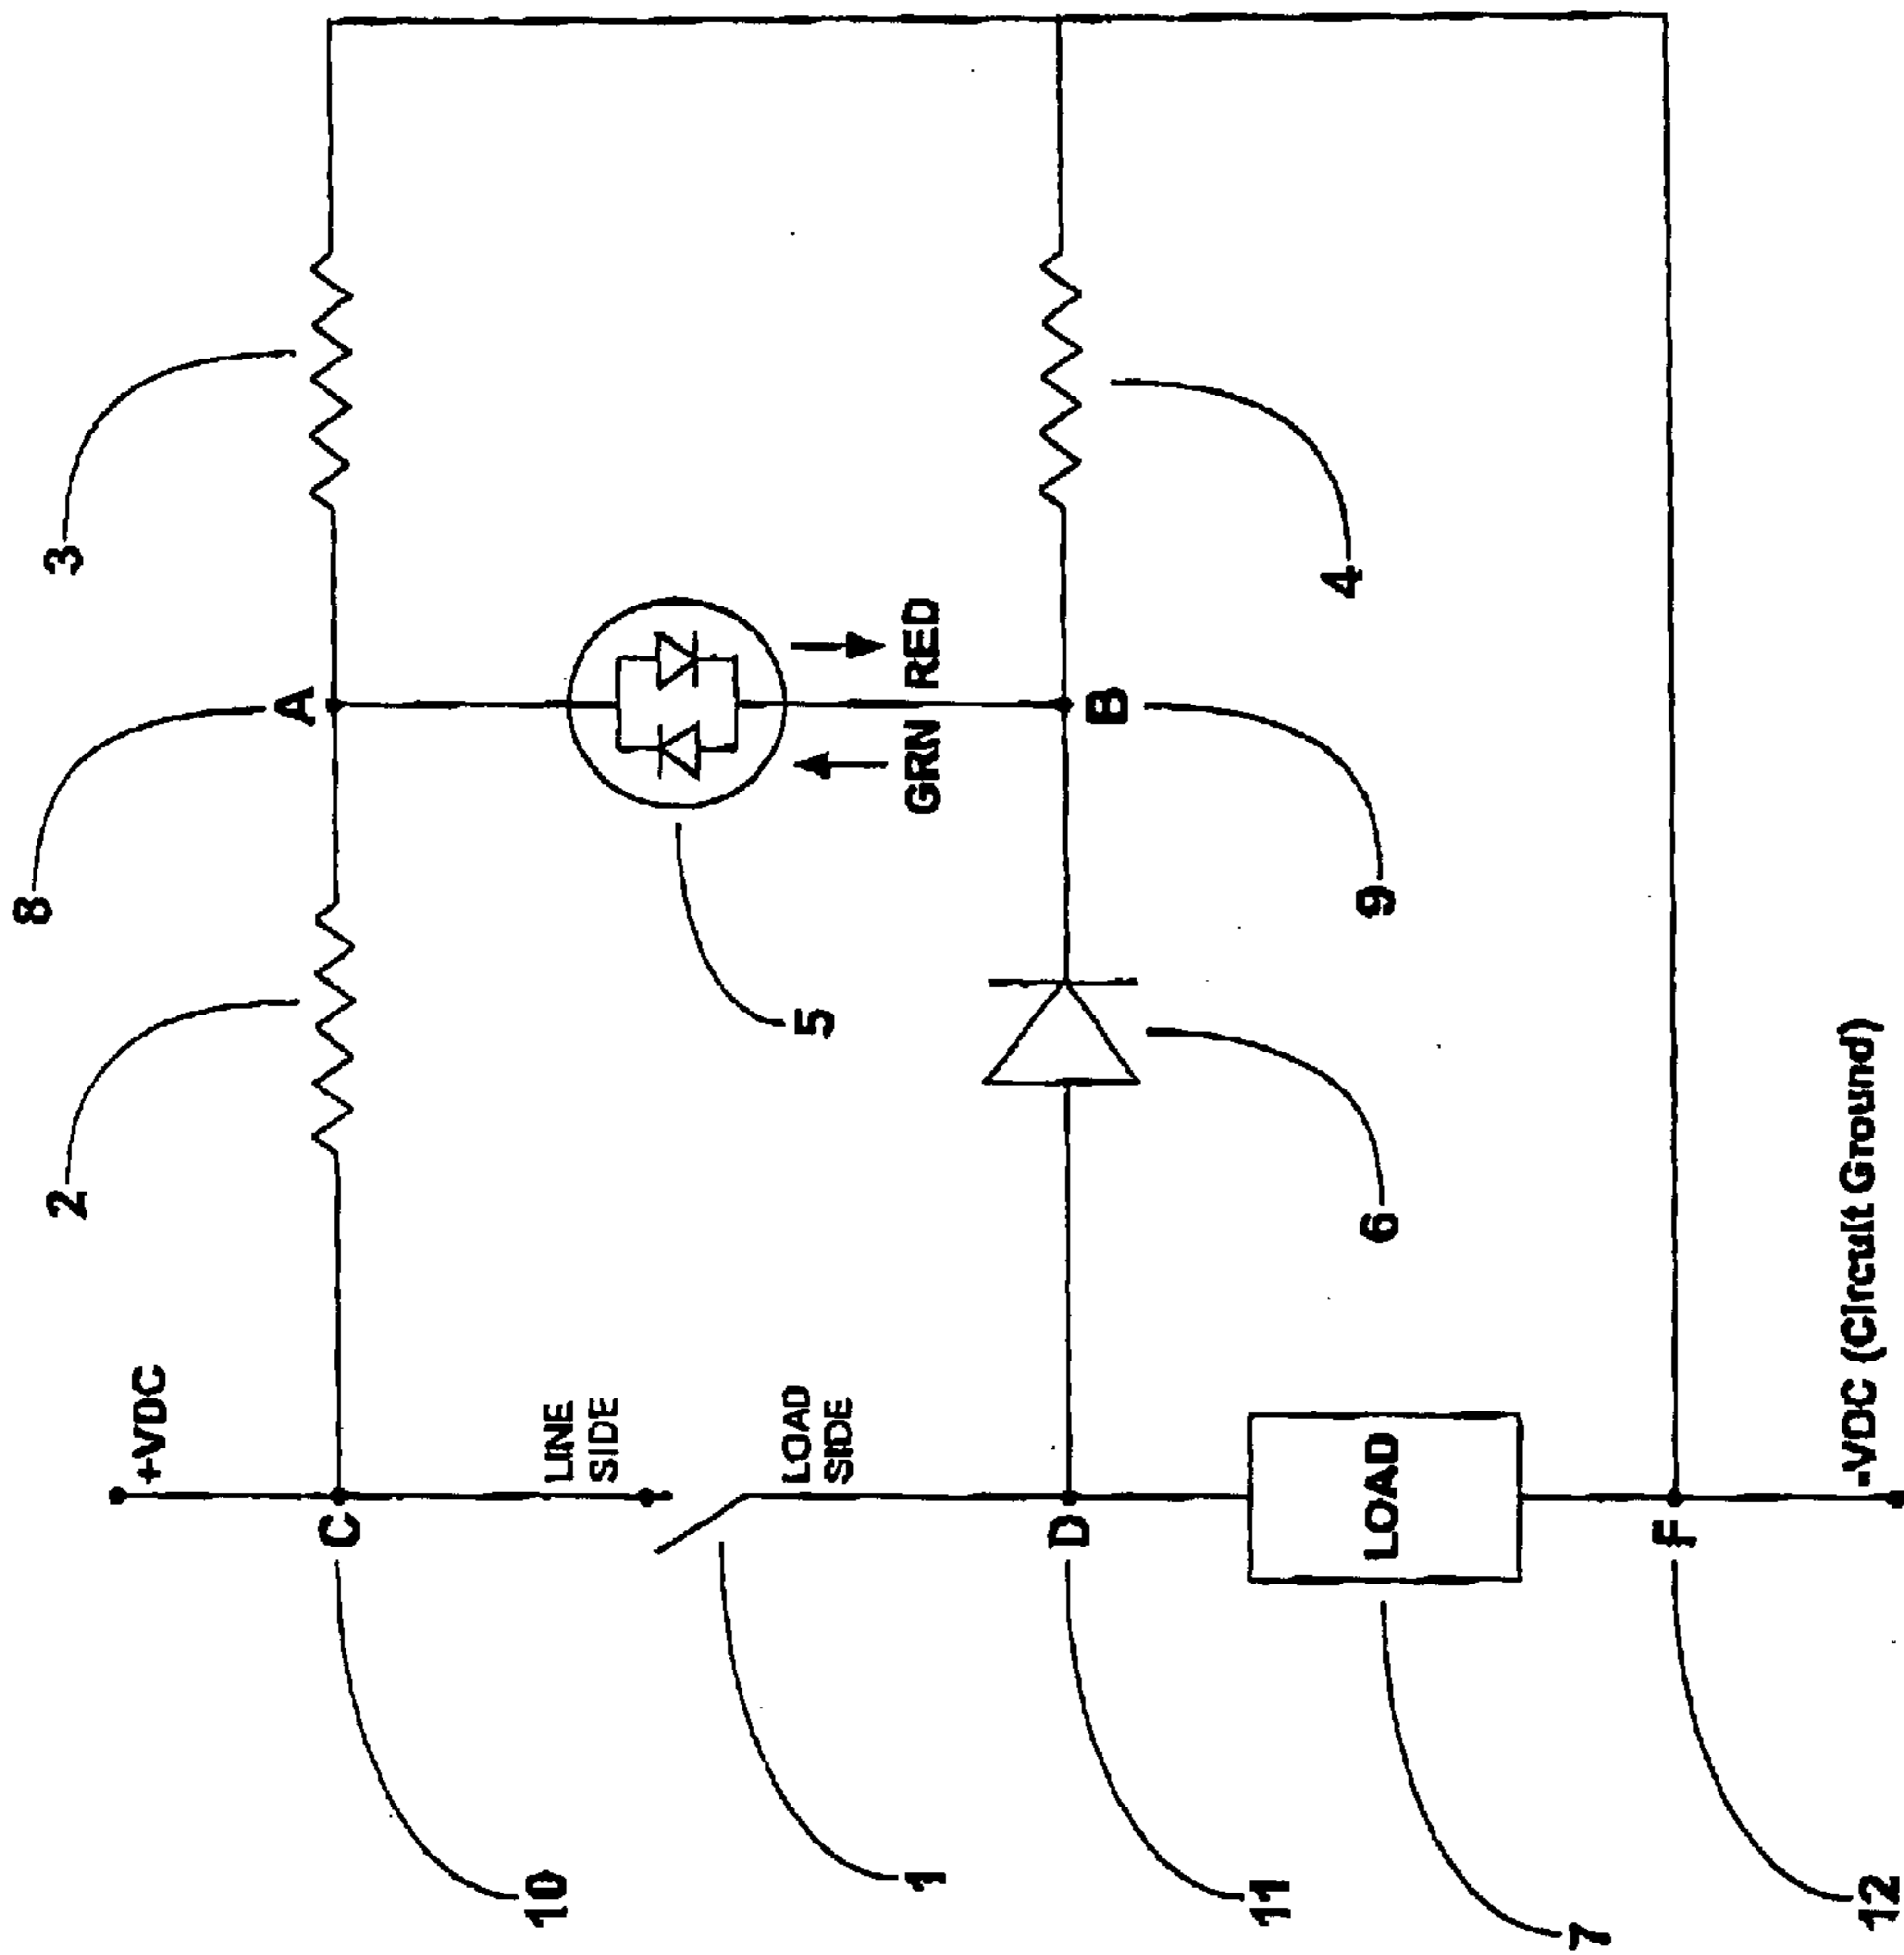 3
8
A
2
+VDC
C
10
LINE
SIDE
LOAD
SIDE
1
5
GRN RED
4
B
9
6
D
11
LOAD
7
F
12
-VDC (Circuit Ground)